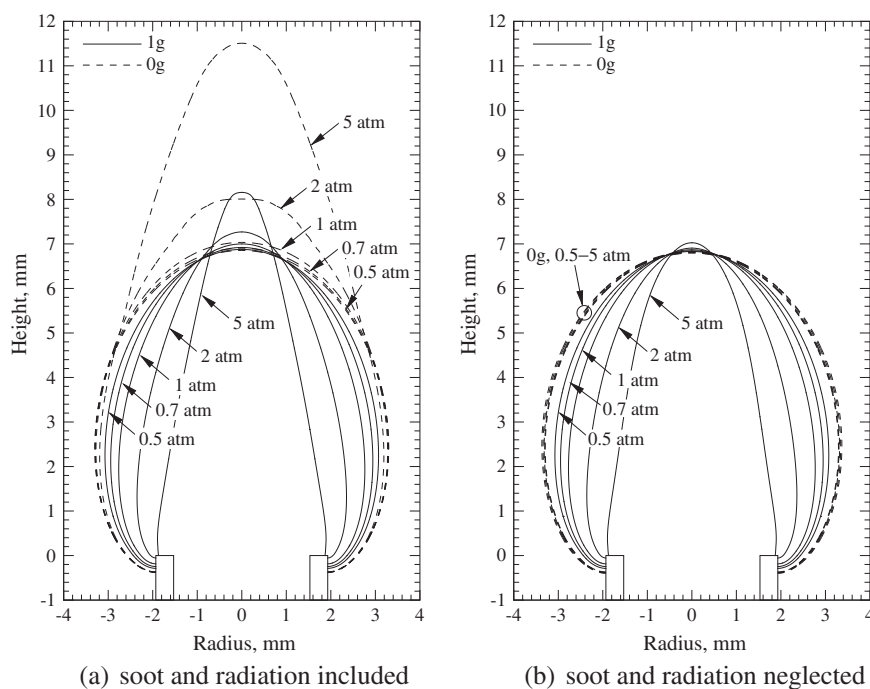 12
11
10
9
8
7
6
5
4
3
2
1
0
-1
Height, mm
1g
0g
5 atm
2 atm
1 atm
0.7 atm
0.5 atm
5 atm
2 atm
1 atm
0.7 atm
0.5 atm
-4 -3 -2 -1 0 1 2 3 4
Radius, mm
(a) soot and radiation included
12
11
10
9
8
7
6
5
4
3
2
1
0
-1
Height, mm
1g
0g
0g, 0.5–5 atm
5 atm
2 atm
1 atm
0.7 atm
0.5 atm
-4 -3 -2 -1 0 1 2 3 4
Radius, mm
(b) soot and radiation neglected